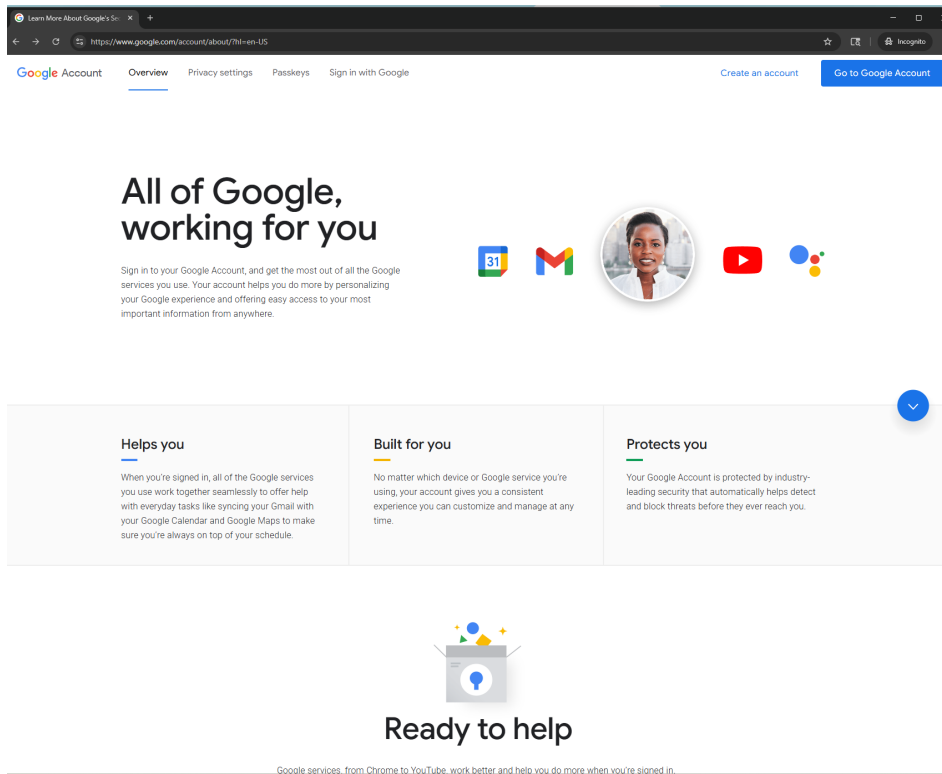 Learn More About Google's Se
https://www.google.com/account/about/?hl=en-US
Incognito
Google Account Overview Privacy settings Passkeys Sign in with Google Create an account Go to Google Account
All of Google,
working for you
Sign in to your Google Account, and get the most out of all the Google
services you use. Your account helps you do more by personalizing
your Google experience and offering easy access to your most
important information from anywhere.
31
Helps you
When you're signed in, all of the Google services
you use work together seamlessly to offer help
with everyday tasks like syncing your Gmail with
your Google Calendar and Google Maps to make
sure you're always on top of your schedule.
Built for you
No matter which device or Google service you're
using, your account gives you a consistent
experience you can customize and manage at any
time.
Protects you
Your Google Account is protected by industry-
leading security that automatically helps detect
and block threats before they ever reach you.
Ready to help
Google services, from Chrome to YouTube, work better and help you do more when you're signed in.